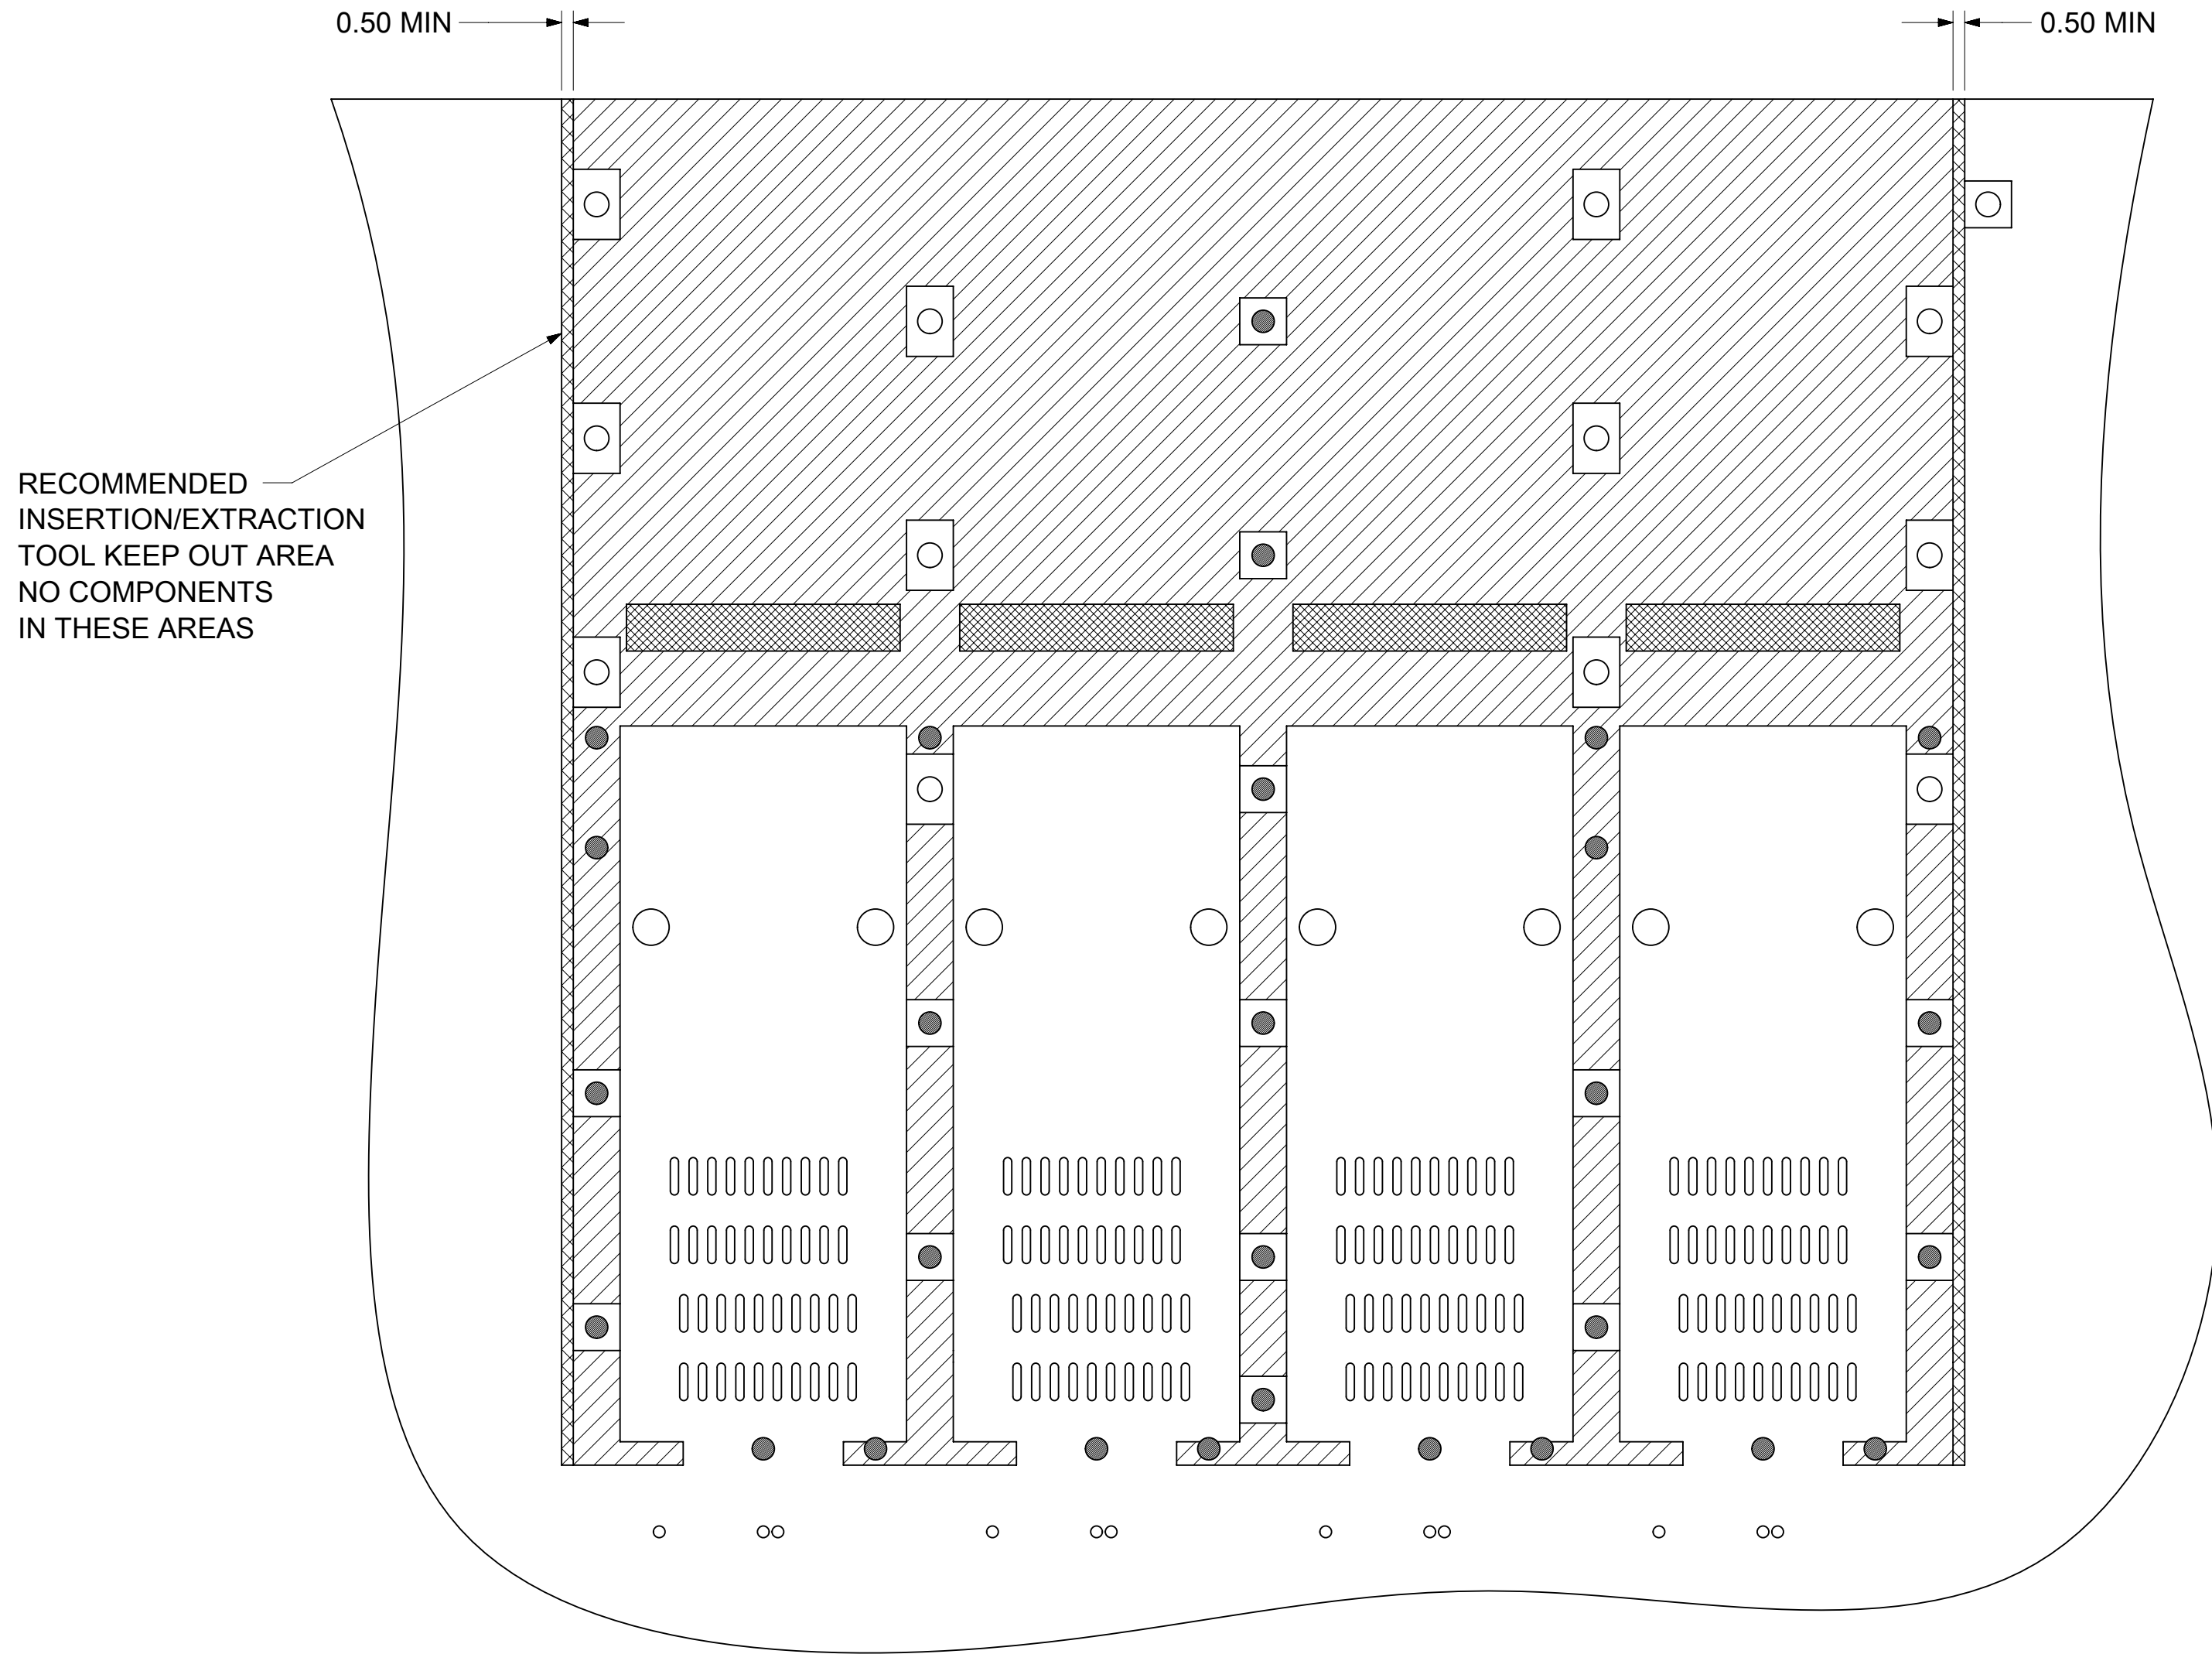 0.50 MIN
0.50 MIN
RECOMMENDED
INSERTION/EXTRACTION
TOOL KEEP OUT AREA
NO COMPONENTS
IN THESE AREAS